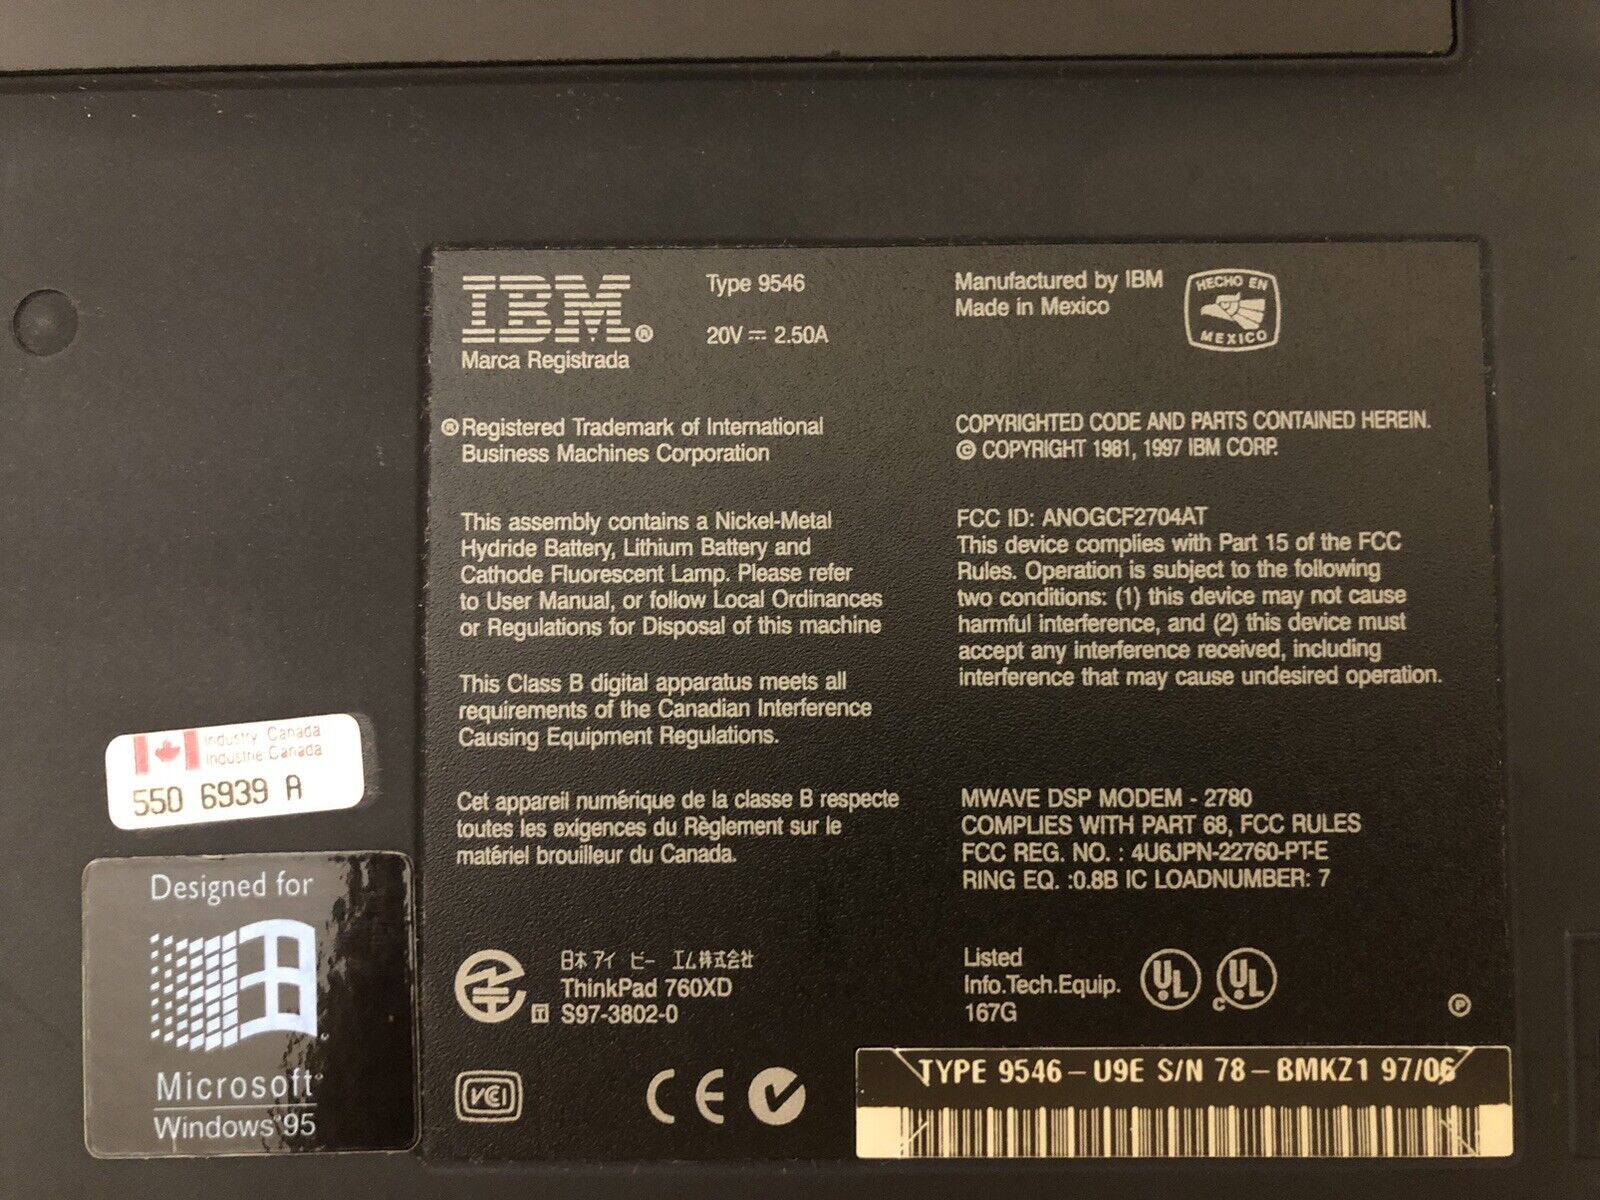 IBM®
Marca Registrada
Type 9546
20V ⎓ 2.50A
Manufactured by IBM
Made in Mexico
HECHO EN
MEXICO
® Registered Trademark of International
Business Machines Corporation
COPYRIGHTED CODE AND PARTS CONTAINED HEREIN.
© COPYRIGHT 1981, 1997 IBM CORP.
This assembly contains a Nickel-Metal
Hydride Battery, Lithium Battery and
Cathode Fluorescent Lamp. Please refer
to User Manual, or follow Local Ordinances
or Regulations for Disposal of this machine
FCC ID: ANOGCF2704AT
This device complies with Part 15 of the FCC
Rules. Operation is subject to the following
two conditions: (1) this device may not cause
harmful interference, and (2) this device must
accept any interference received, including
interference that may cause undesired operation.
This Class B digital apparatus meets all
requirements of the Canadian Interference
Causing Equipment Regulations.
Industry Canada
Industrie Canada
550 6939 A
Cet appareil numérique de la classe B respecte
toutes les exigences du Règlement sur le
matériel brouilleur du Canada.
MWAVE DSP MODEM - 2780
COMPLIES WITH PART 68, FCC RULES
FCC REG. NO. : 4U6JPN-22760-PT-E
RING EQ. :0.8B IC LOADNUMBER: 7
Designed for
Microsoft®
Windows 95
日本アイ ビー エム株式会社
ThinkPad 760XD
T S97-3802-0
Listed
Info.Tech.Equip.
167G
UL
c UL
P
VCI
CE
TYPE 9546 - U9E S/N 78 - BMKZ1 97/06